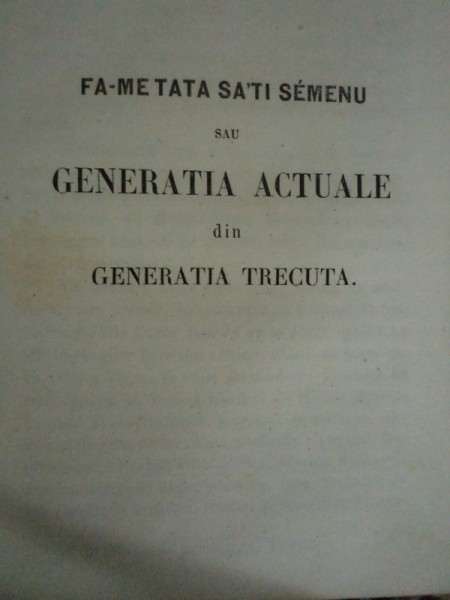 FA-ME TATA SA'TI SÉMENU
SAU
GENERATIA ACTUALE
din
GENERATIA TRECUTA.